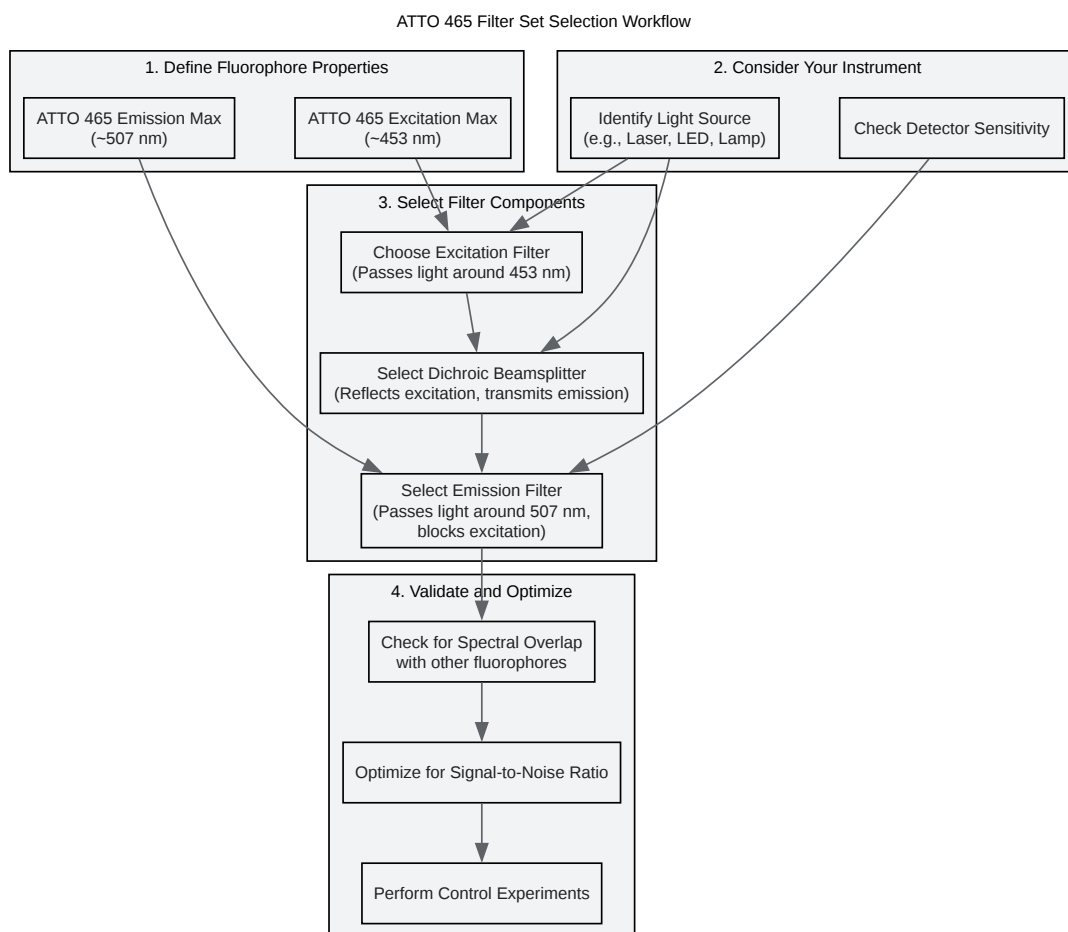 ATTO 465 Filter Set Selection Workflow
1. Define Fluorophore Properties
ATTO 465 Emission Max
(~507 nm)
ATTO 465 Excitation Max
(~453 nm)
2. Consider Your Instrument
Identify Light Source
(e.g., Laser, LED, Lamp)
Check Detector Sensitivity
3. Select Filter Components
Choose Excitation Filter
(Passes light around 453 nm)
Select Dichroic Beamsplitter
(Reflects excitation, transmits emission)
Select Emission Filter
(Passes light around 507 nm,
blocks excitation)
4. Validate and Optimize
Check for Spectral Overlap
with other fluorophores
Optimize for Signal-to-Noise Ratio
Perform Control Experiments